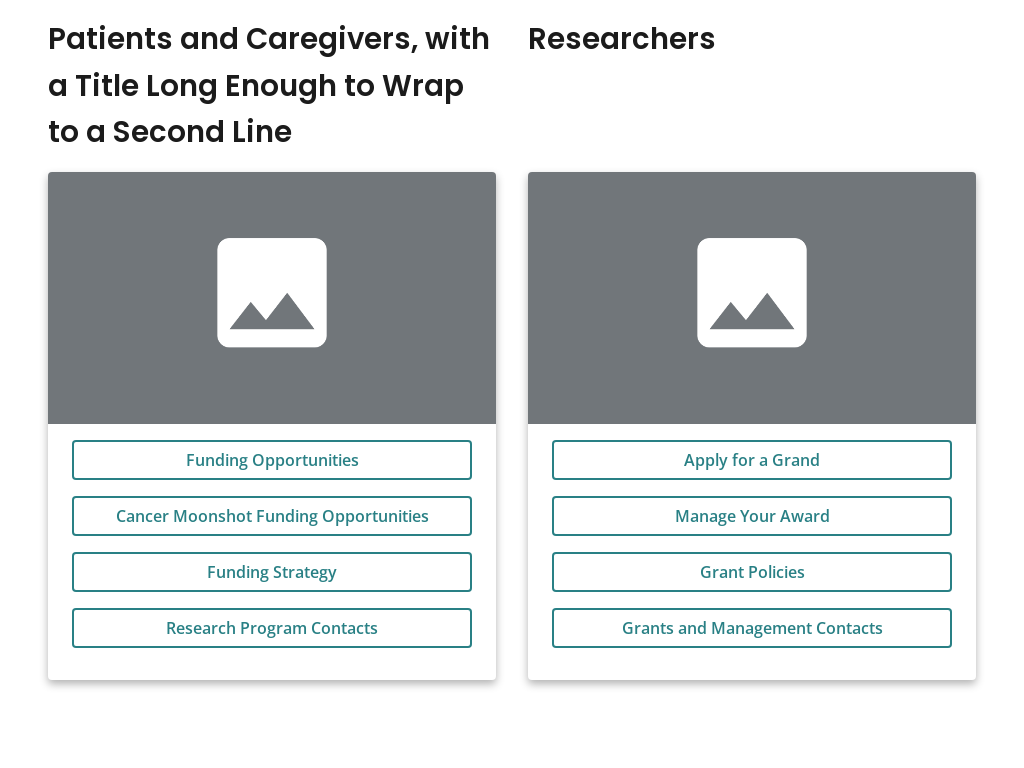 Patients and Caregivers, with
a Title Long Enough to Wrap
to a Second Line
Funding Opportunities
Cancer Moonshot Funding Opportunities
Funding Strategy
Research Program Contacts
Researchers
Apply for a Grand
Manage Your Award
Grant Policies
Grants and Management Contacts